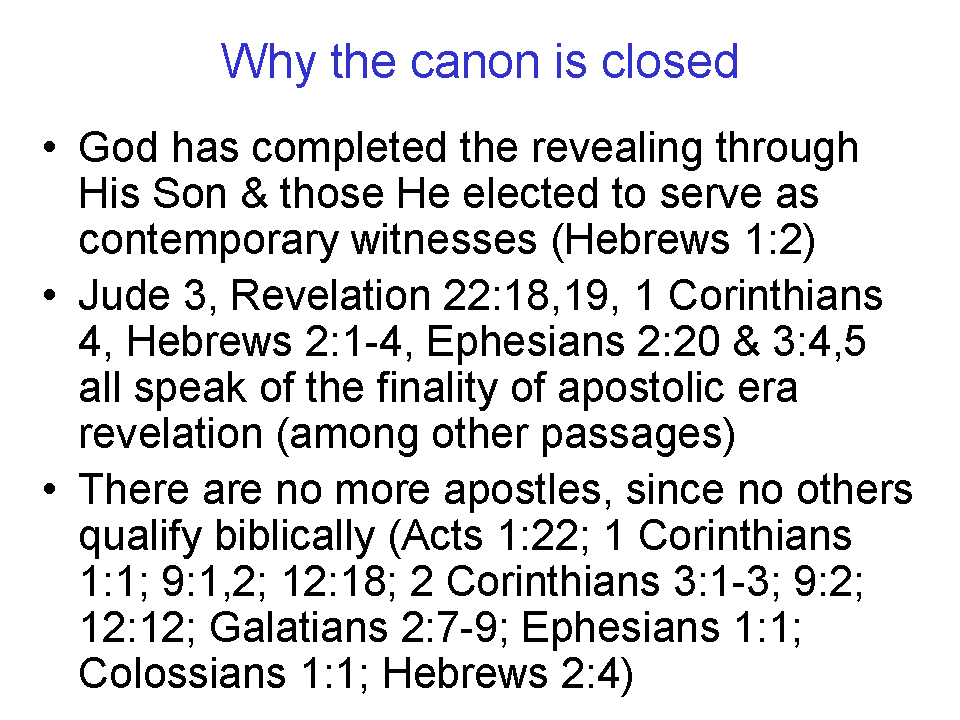 Why the canon is closed
• God has completed the revealing through
His Son & those He elected to serve as
contemporary witnesses (Hebrews 1:2)
• Jude 3, Revelation 22:18,19, 1 Corinthians
4, Hebrews 2:1-4, Ephesians 2:20 & 3:4,5
all speak of the finality of apostolic era
revelation (among other passages)
• There are no more apostles, since no others
qualify biblically (Acts 1:22; 1 Corinthians
1:1; 9:1,2; 12:18; 2 Corinthians 3:1-3; 9:2;
12:12; Galatians 2:7-9; Ephesians 1:1;
Colossians 1:1; Hebrews 2:4)